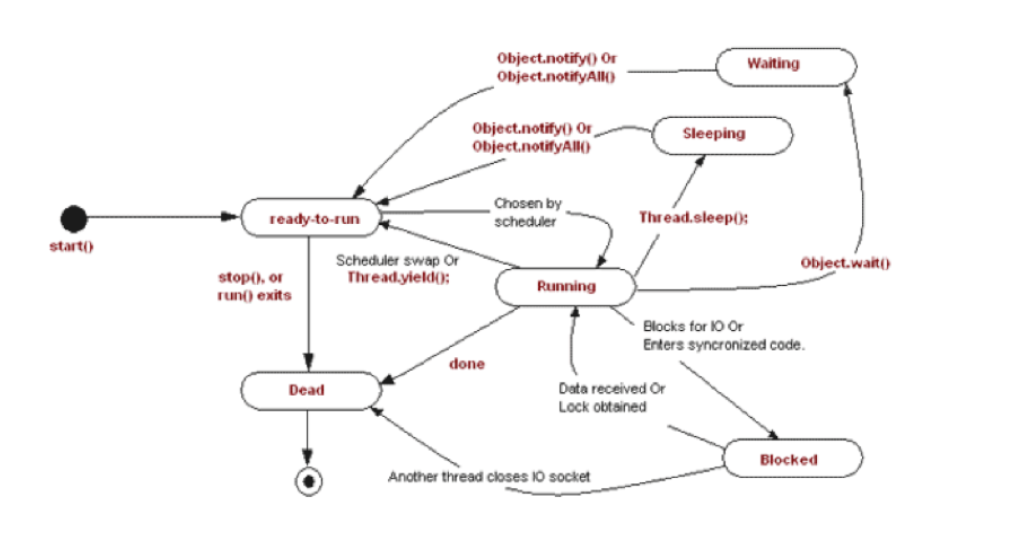 Object.notify() Or
Object.notifyAll()
Waiting
Object.notify() Or
Object.notifyAll()
Sleeping
ready-to-run
Chosen by
scheduler
Thread.sleep();
start()
Scheduler swap Or
Thread.yield();
Object.wait()
stop(), or
run() exits
Running
Blocks for IO Or
Enters syncronized code.
done
Dead
Data received Or
Lock obtained
Another thread closes IO socket
Blocked